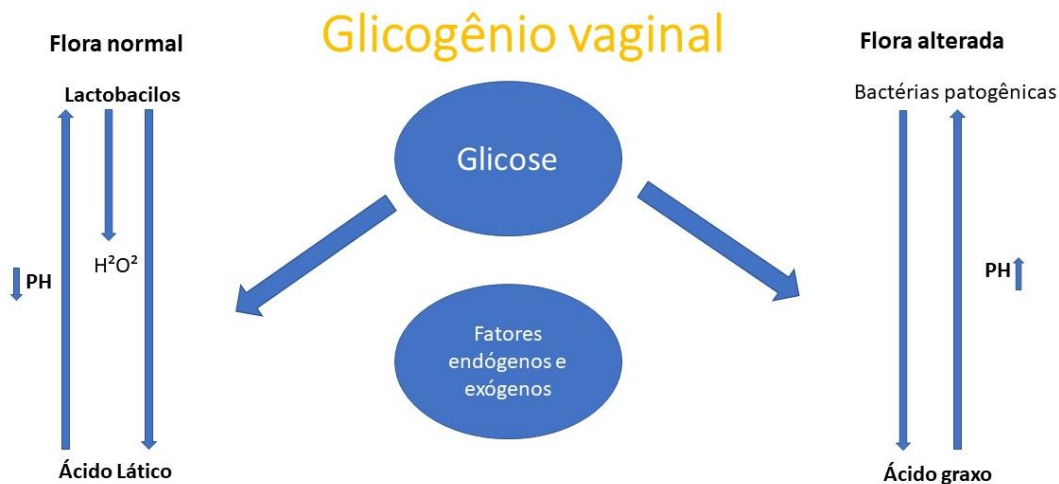 Glicogênio vaginal
Flora normal
Lactobacilos
H²O²
PH
Ácido Lático
Glicose
Fatores
endógenos e
exógenos
Flora alterada
Bactérias patogênicas
PH
Ácido graxo